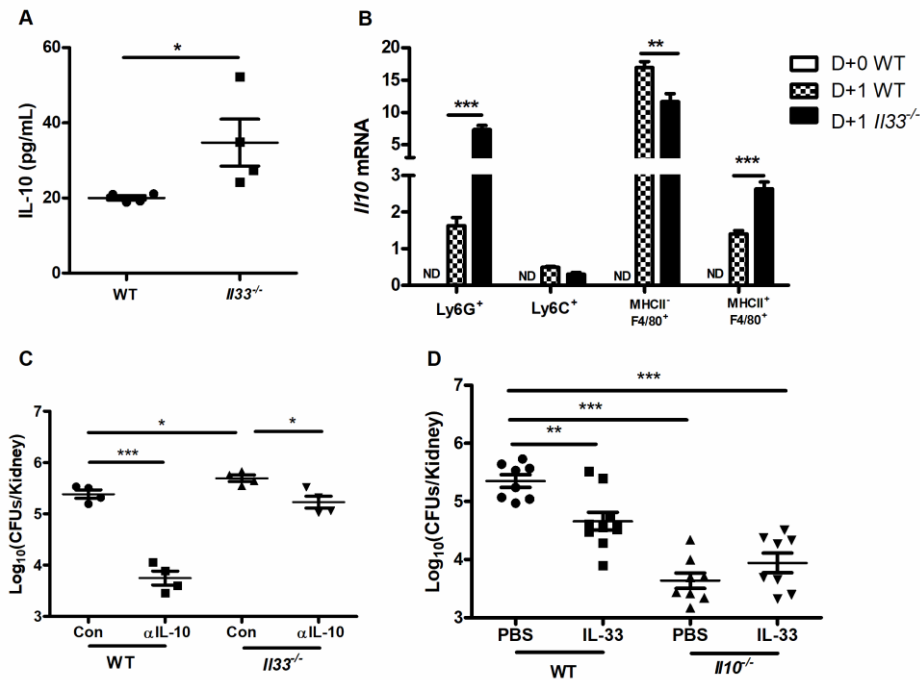 A
*
60
40
20
0
IL-10 (pg/mL)
WT
Il33-/-
B
20
15
10
5
3
2
1
0
Il10 mRNA
***
**
***
ND
ND
ND
ND
Ly6G+
Ly6C+
MHCII-
F4/80+
MHCII+
F4/80+
D+0 WT
D+1 WT
D+1 Il33-/-
C
7
6
5
4
3
Log10(CFUs/Kidney)
*
*
***
Con
αIL-10
Con
αIL-10
WT
Il33-/-
D
7
6
5
4
3
Log10(CFUs/Kidney)
***
***
**
PBS
IL-33
PBS
IL-33
WT
Il10-/-